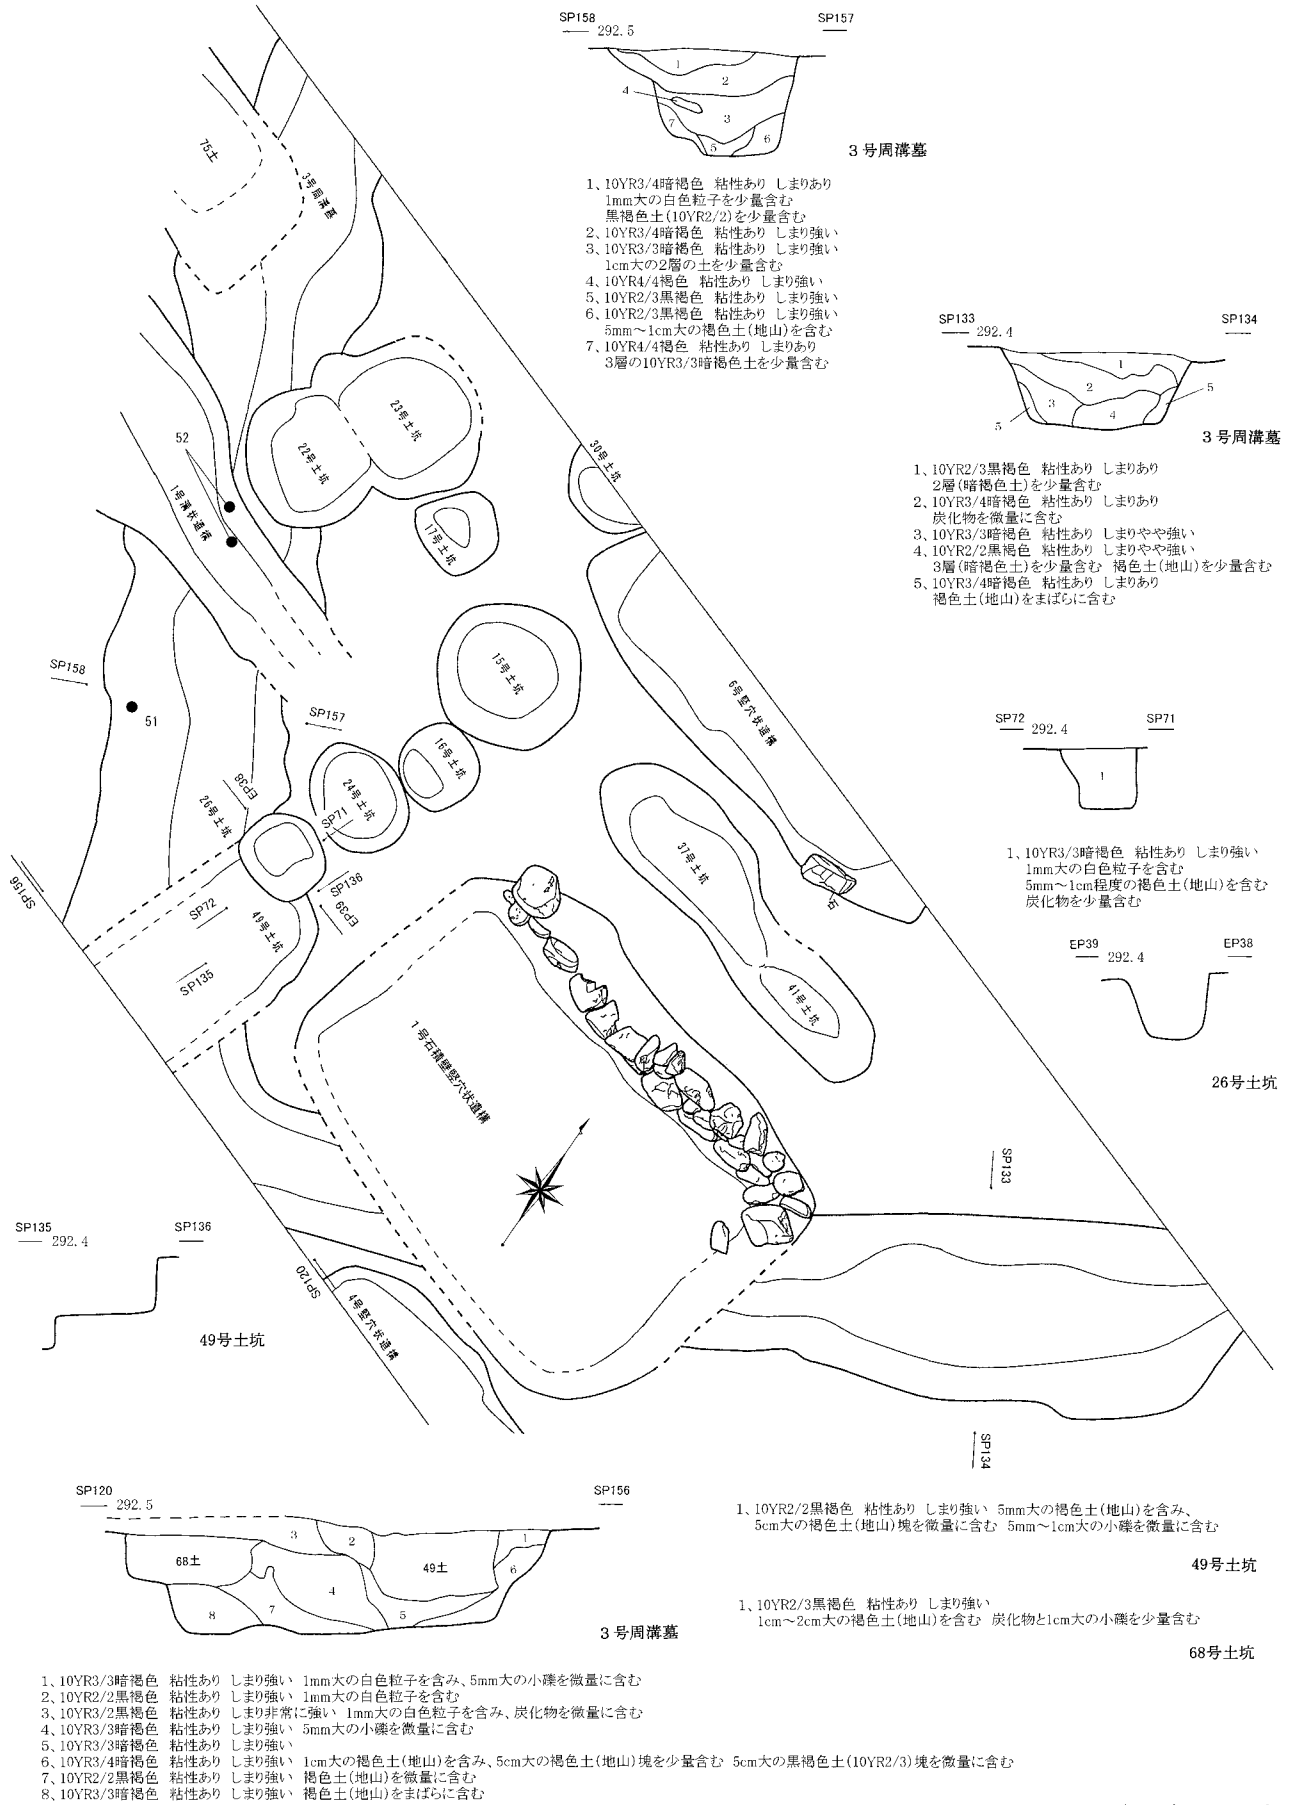 SP158 292.5 SP157
3号周溝墓
1、10YR3/4暗褐色 粘性あり しまりあり
1mm大の白色粒子を少量含む
黒褐色土(10YR2/2)を少量含む
2、10YR3/4暗褐色 粘性あり しまり強い
3、10YR3/3暗褐色 粘性あり しまり強い
1cm大の2層の土を少量含む
4、10YR4/4褐色 粘性あり しまり強い
5、10YR2/3黒褐色 粘性あり しまり強い
6、10YR2/3黒褐色 粘性あり しまり強い
5mm～1cm大の褐色土(地山)を含む
7、10YR4/4褐色 粘性あり しまりあり
3層の10YR3/3暗褐色土を少量含む
1
2
4
3
7
5
6
SP133 292.4 SP134
1
2
3
4
5
5
3号周溝墓
1、10YR2/3黒褐色 粘性あり しまりあり
2層(暗褐色土)を少量含む
2、10YR3/4暗褐色 粘性あり しまりあり
炭化物を微量に含む
3、10YR3/3暗褐色 粘性あり しまりやや強い
4、10YR2/2黒褐色 粘性あり しまりやや強い
3層(暗褐色土)を少量含む 褐色土(地山)を少量含む
5、10YR3/4暗褐色 粘性あり しまりあり
褐色土(地山)をまばらに含む
SP72 292.4 SP71
1
1、10YR3/3暗褐色 粘性あり しまり強い
1mm大の白色粒子を含む
5mm～1cm程度の褐色土(地山)を含む
炭化物を少量含む
EP39 292.4 EP38
26号土坑
75土
3号周溝墓
23号土坑
22号土坑
52
1号溝状遺構
17号土坑
30号土坑
15号土坑
6号竪穴状遺構
SP158
51
SP157
16号土坑
24号土坑
EP38
26号土坑
SP71
37号土坑
石
SP156
SP136
EP39
SP72
49号土坑
SP135
41号土坑
1号石積壁竪穴状遺構
SP133
SP120
4号竪穴状遺構
SP134
SP135 292.4 SP136
49号土坑
SP120 292.5 SP156
3
2
1
68土
49土
6
4
8
7
5
3号周溝墓
1、10YR2/2黒褐色 粘性あり しまり強い 5mm大の褐色土(地山)を含み、
5cm大の褐色土(地山)塊を微量に含む 5mm～1cm大の小礫を微量に含む
49号土坑
1、10YR2/3黒褐色 粘性あり しまり強い
1cm～2cm大の褐色土(地山)を含む 炭化物と1cm大の小礫を少量含む
68号土坑
1、10YR3/3暗褐色 粘性あり しまり強い 1mm大の白色粒子を含み、5mm大の小礫を微量に含む
2、10YR2/2黒褐色 粘性あり しまり強い 1mm大の白色粒子を含む
3、10YR3/2黒褐色 粘性あり しまり非常に強い 1mm大の白色粒子を含み、炭化物を微量に含む
4、10YR3/3暗褐色 粘性あり しまり強い 5mm大の小礫を微量に含む
5、10YR3/3暗褐色 粘性あり しまり強い
6、10YR3/4暗褐色 粘性あり しまり強い 1cm大の褐色土(地山)を含み、5cm大の褐色土(地山)塊を少量含む 5cm大の黒褐色土(10YR2/3)塊を微量に含む
7、10YR2/2黒褐色 粘性あり しまり強い 褐色土(地山)を微量に含む
8、10YR3/3暗褐色 粘性あり しまり強い 褐色土(地山)をまばらに含む